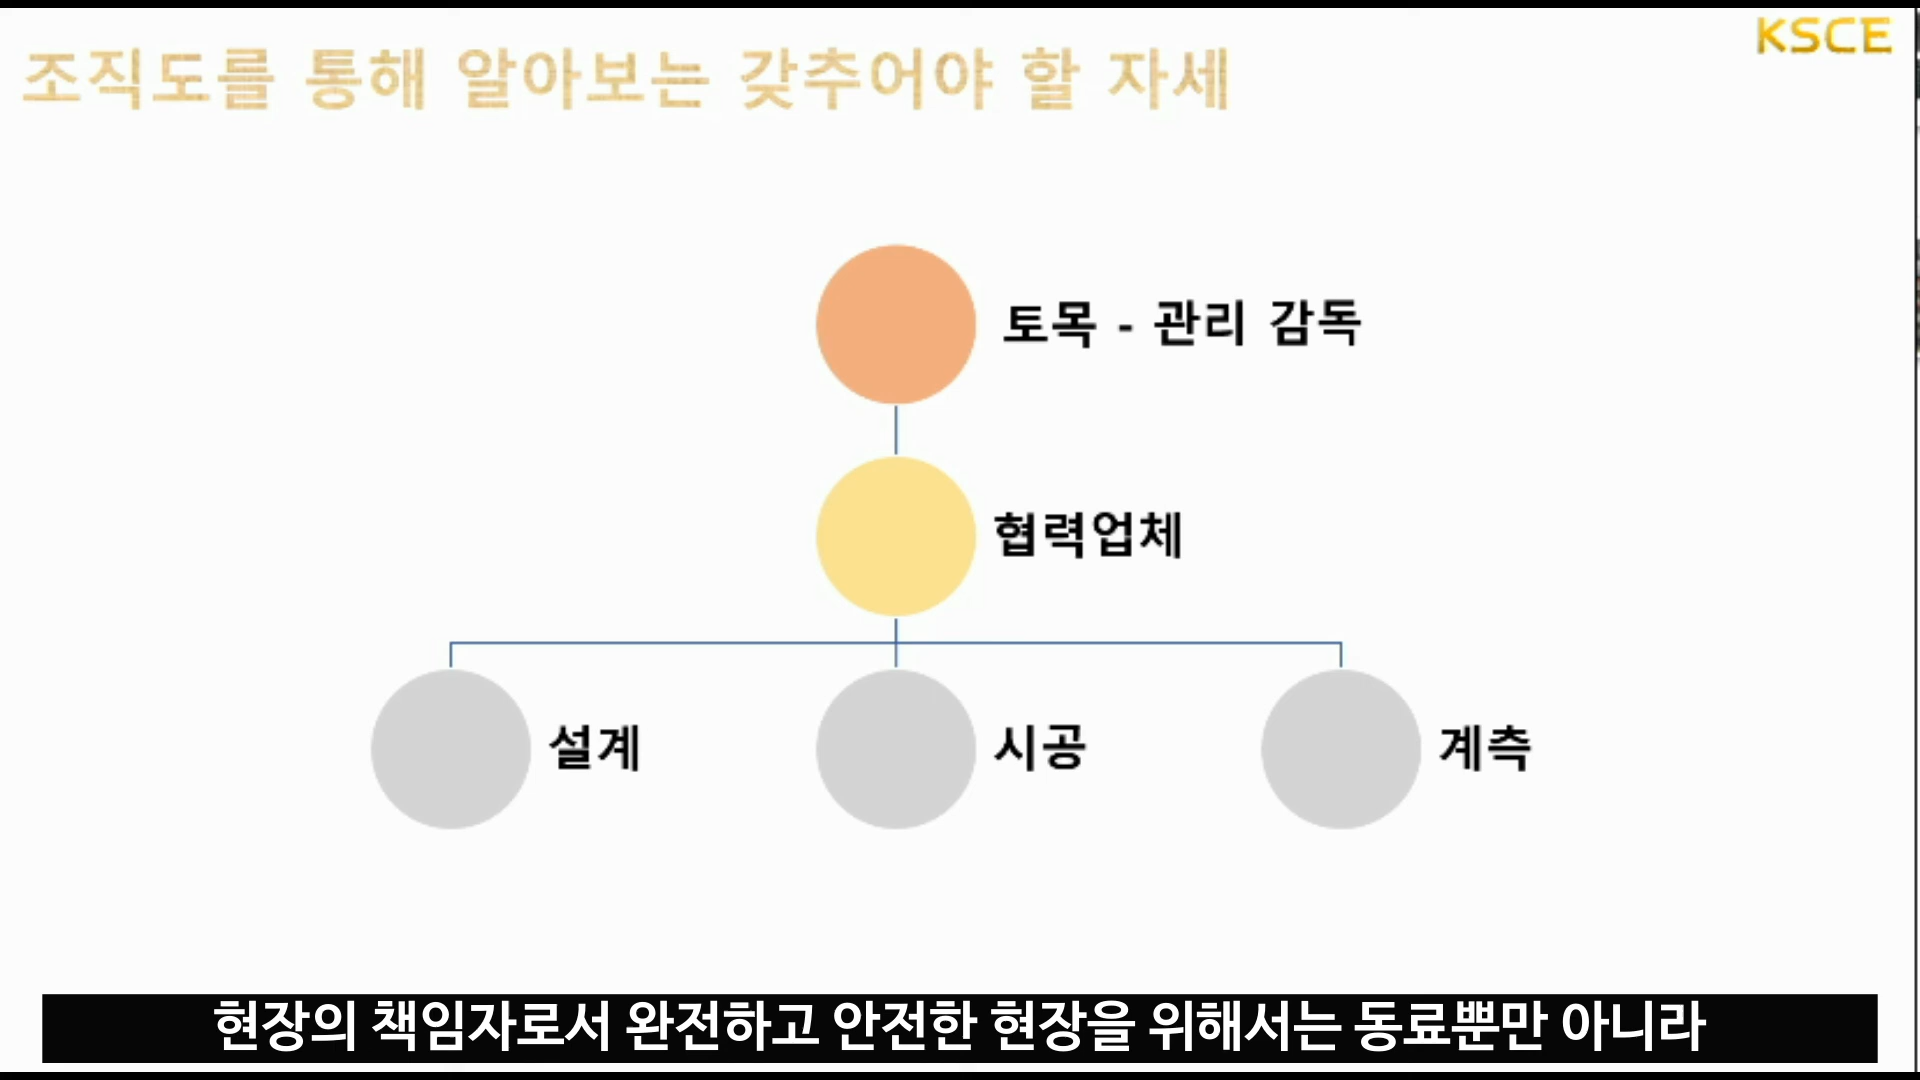 KSCE
조직도를 통해 알아보는 갖추어야 할 자세
토목 - 관리 감독
협력업체
설계
시공
계측
현장의 책임자로서 완전하고 안전한 현장을 위해서는 동료뿐만 아니라